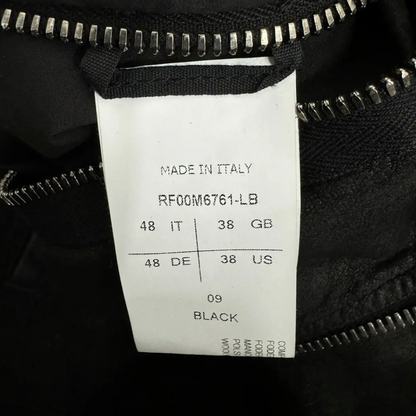 MADE IN ITALY
RF00M6761-LB
48 IT 38 GB
48 DE 38 US
09
BLACK